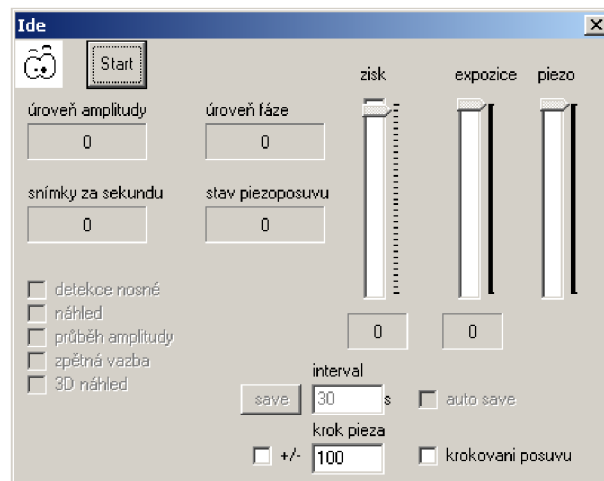 Ide
Start
zisk expozice piezo
úroveň amplitudy úroveň fáze
0 0
snímky za sekundu stav piezoposuvu
0 0
detekce nosné
náhled
průběh amplitudy
zpětná vazba
3D náhled
0 0
interval
save 30 s auto save
krok pieza
+/- 100 krokovani posuvu